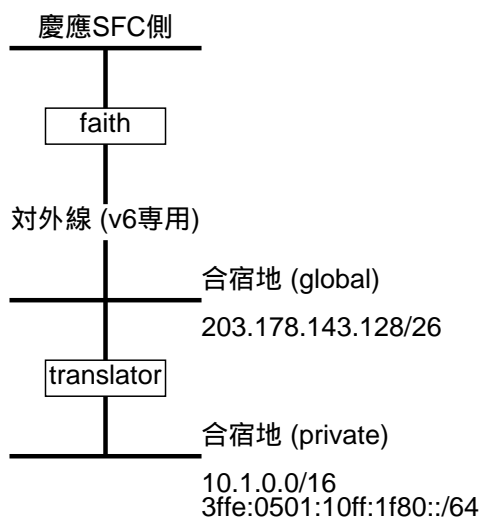 慶應SFC側
faith
対外線 (v6専用)
合宿地 (global)
203.178.143.128/26
translator
合宿地 (private)
10.1.0.0/16
3ffe:0501:10ff:1f80::/64